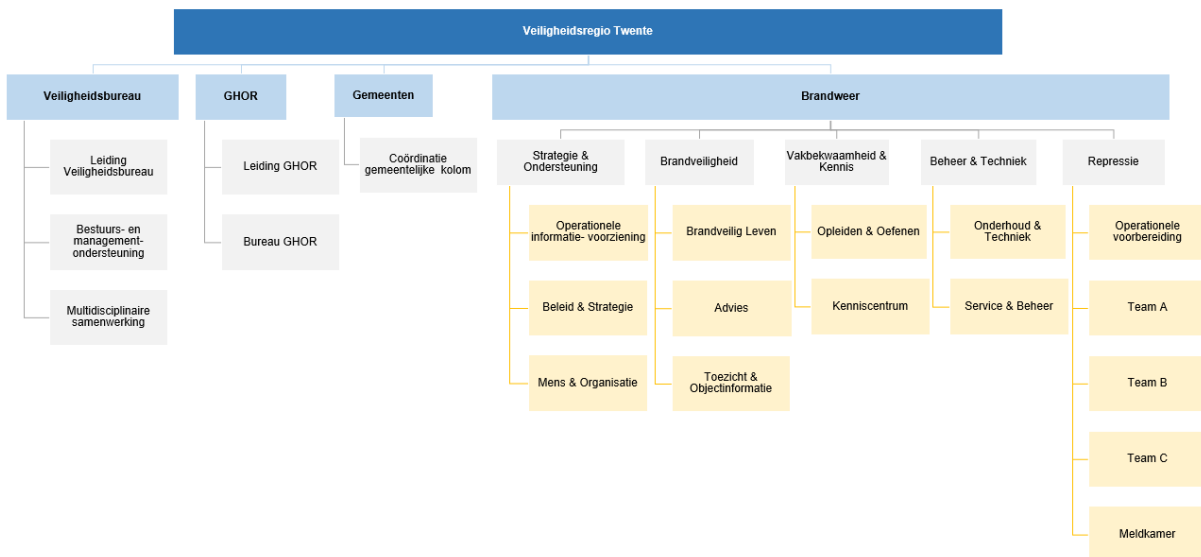 Veiligheidsregio Twente
Veiligheidsbureau
GHOR
Gemeenten
Brandweer
Leiding
Veiligheidsbureau
Bestuurs- en
management-
ondersteuning
Multidisciplinaire
samenwerking
Leiding GHOR
Bureau GHOR
Coördinatie
gemeentelijke kolom
Strategie &
Ondersteuning
Operationele
informatie- voorziening
Beleid & Strategie
Mens & Organisatie
Brandveiligheid
Brandveilig Leven
Advies
Toezicht &
Objectinformatie
Vakbekwaamheid &
Kennis
Opleiden & Oefenen
Kenniscentrum
Beheer & Techniek
Onderhoud &
Techniek
Service & Beheer
Repressie
Operationele
voorbereiding
Team A
Team B
Team C
Meldkamer